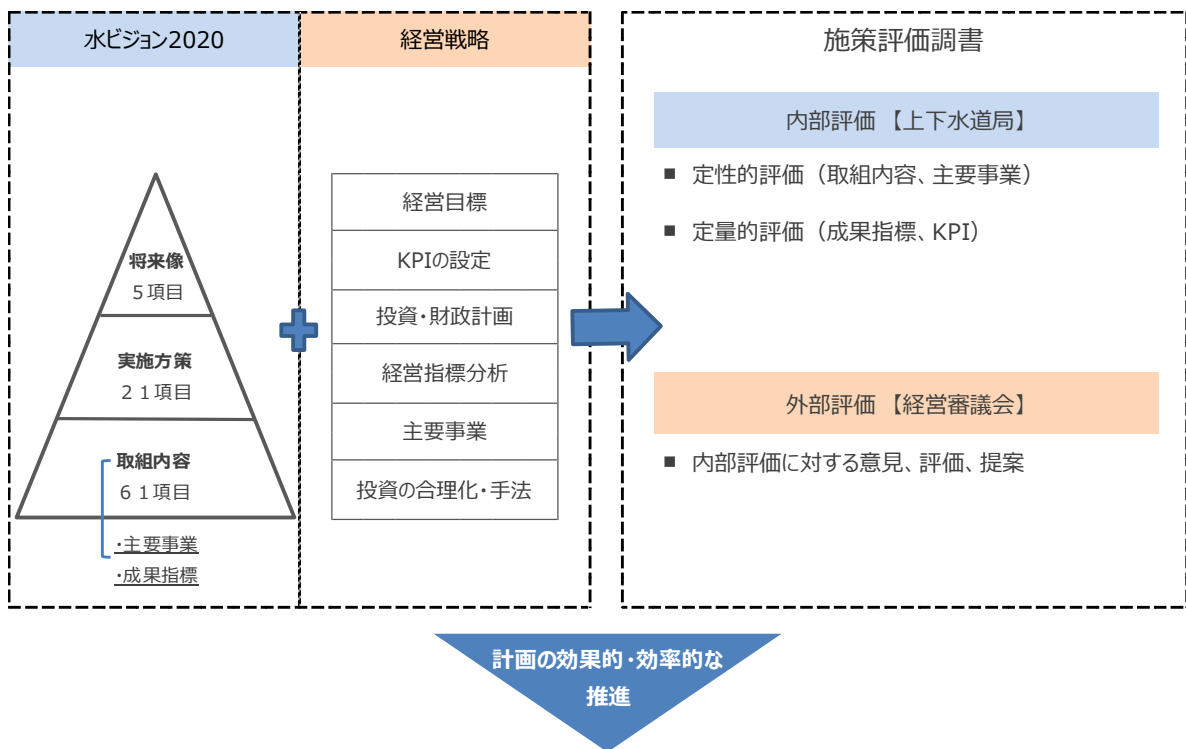 水ビジョン2020
将来像
５項目
実施方策
２１項目
取組内容
６１項目
・主要事業
・成果指標
経営戦略
経営目標
KPIの設定
投資・財政計画
経営指標分析
主要事業
投資の合理化・手法
施策評価調書
内部評価 【上下水道局】
■ 定性的評価（取組内容、主要事業）
■ 定量的評価（成果指標、KPI）
外部評価 【経営審議会】
■ 内部評価に対する意見、評価、提案
計画の効果的・効率的な
推進